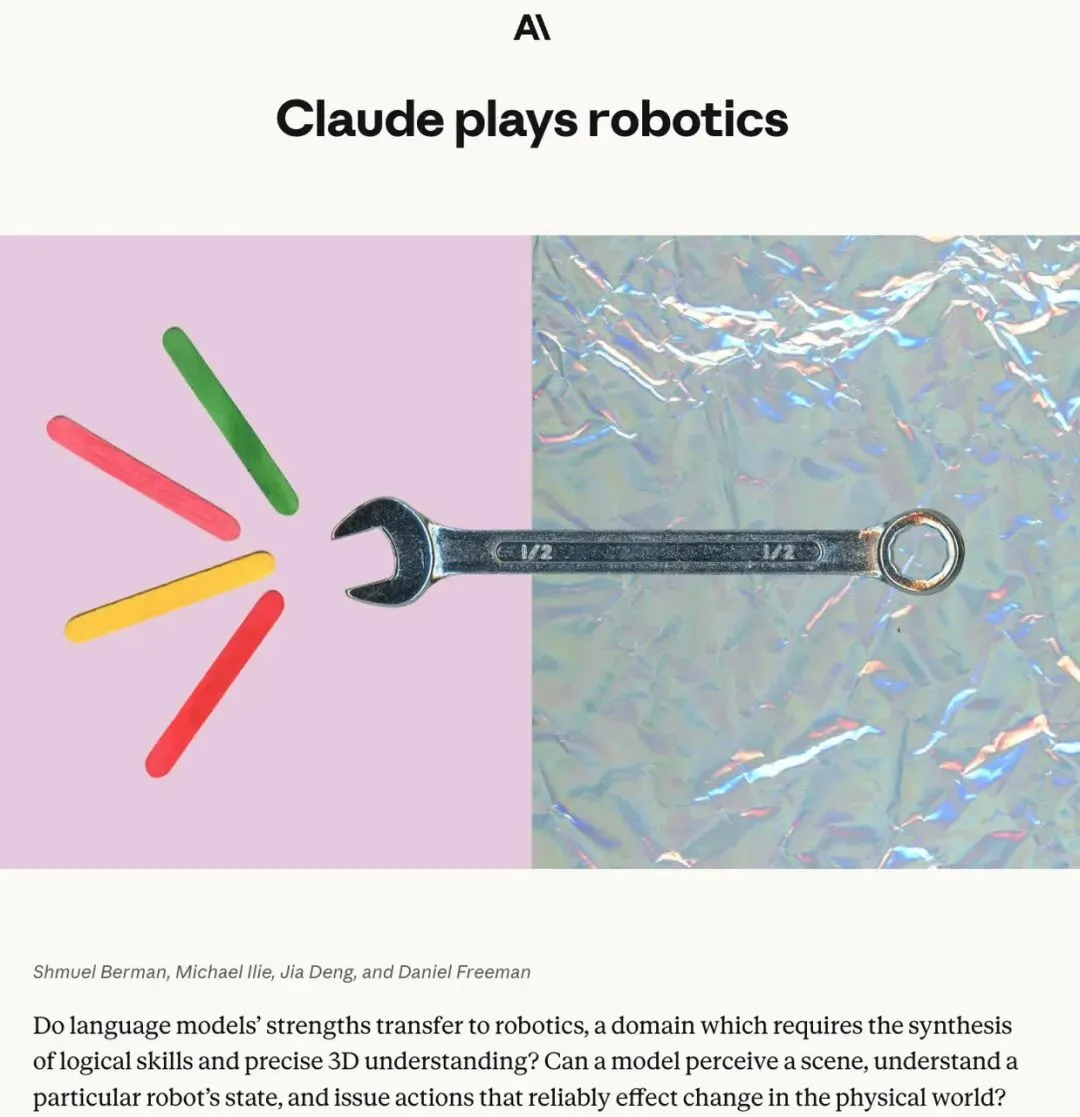 A\
Claude plays robotics
1/2
1/2
Shmuel Berman, Michael Ilie, Jia Deng, and Daniel Freeman
Do language models’ strengths transfer to robotics, a domain which requires the synthesis
of logical skills and precise 3D understanding? Can a model perceive a scene, understand a
particular robot’s state, and issue actions that reliably effect change in the physical world?